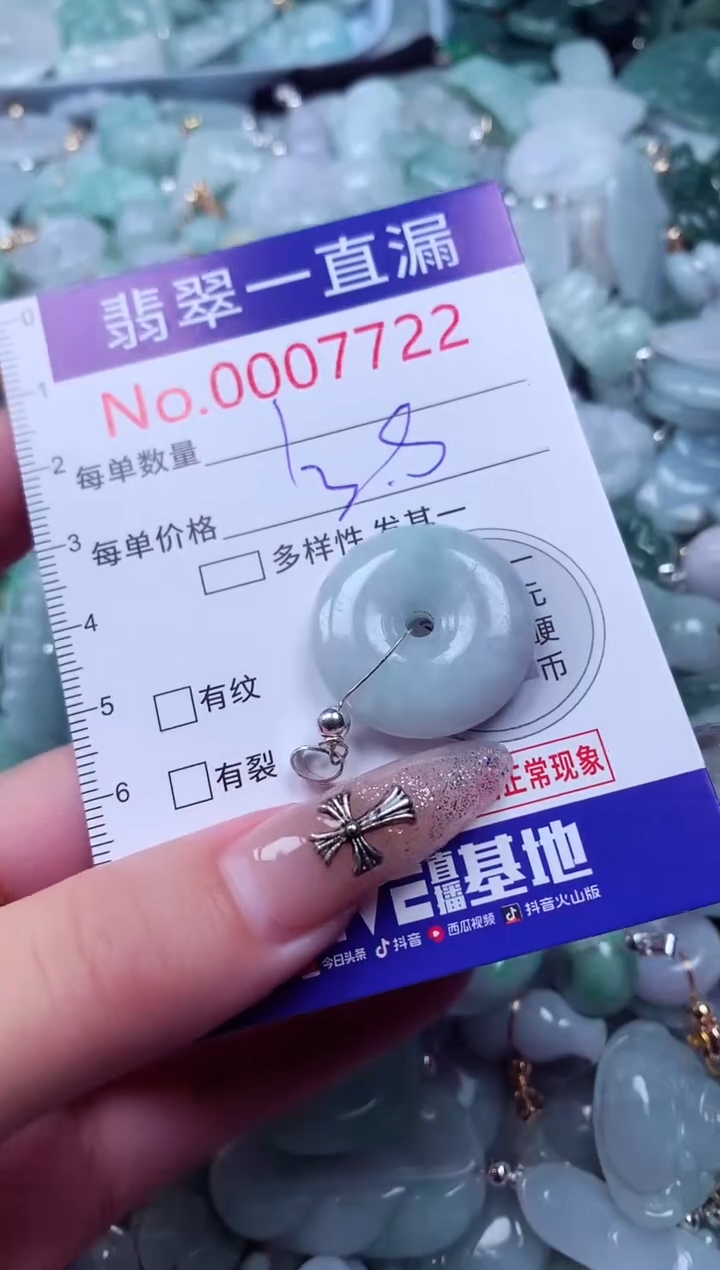 翡翠一直漏
No.0007722
每单数量
每单价格
多样性 发其一
一元硬币
有纹
有裂
正常现象
直播基地
今日头条 抖音 西瓜视频 抖音火山版
0
1
2
3
4
5
6